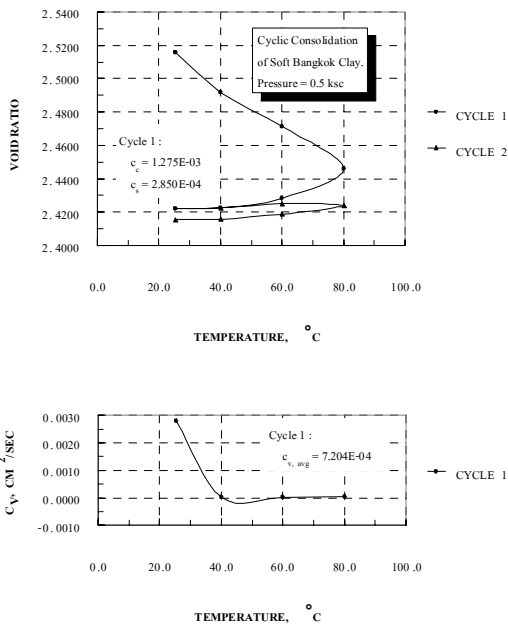 2.5400
2.5200
2.5000
2.4800
2.4600
2.4400
2.4200
2.4000
VOID RATIO
Cyclic Consolidation
of Soft Bangkok Clay.
Pressure = 0.5 ksc
Cycle 1 :
c c = 1.275E-03
c s = 2.850E-04
CYCLE 1
CYCLE 2
0.0 20.0 40.0 60.0 80.0 100.0
TEMPERATURE, °C
0.0030
0.0020
0.0010
0.0000
-0.0010
C V, CM 2/SEC
Cycle 1 :
c v, avg = 7.204E-04
CYCLE 1
0.0 20.0 40.0 60.0 80.0 100.0
TEMPERATURE, °C